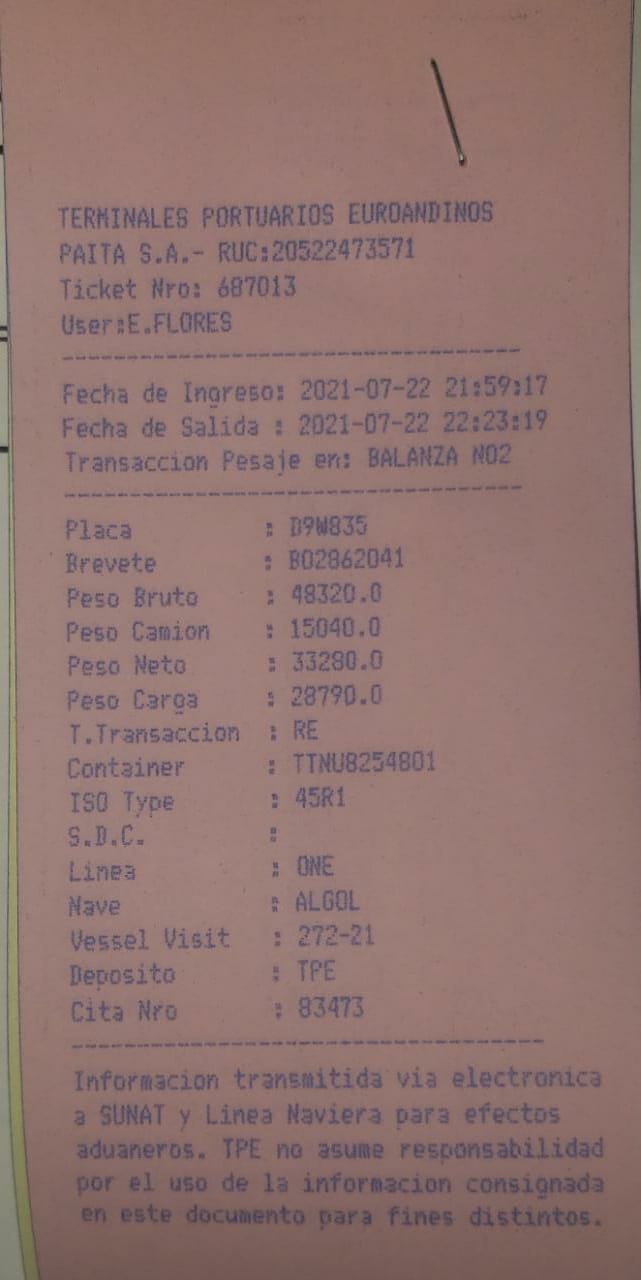 TERMINALES PORTUARIOS EUROANDINOS
PAITA S.A.- RUC:20522473571
Ticket Nro: 687013
User:E.FLORES
Fecha de Ingreso: 2021-07-22 21:59:17
Fecha de Salida : 2021-07-22 22:23:19
Transaccion Pesaje en: BALANZA NO2
Placa : D9W835
Brevete : B02862041
Peso Bruto : 48320.0
Peso Camion : 15040.0
Peso Neto : 33280.0
Peso Carga : 28790.0
T.Transaccion : RE
Container : TTNU8254801
ISO Type : 45R1
S.D.C. :
Linea : ONE
Nave : ALGOL
Vessel Visit : 272-21
Deposito : TPE
Cita Nro : 83473
Informacion transmitida via electronica
a SUNAT y Linea Naviera para efectos
aduaneros. TPE no asume responsabilidad
por el uso de la informacion consignada
en este documento para fines distintos.